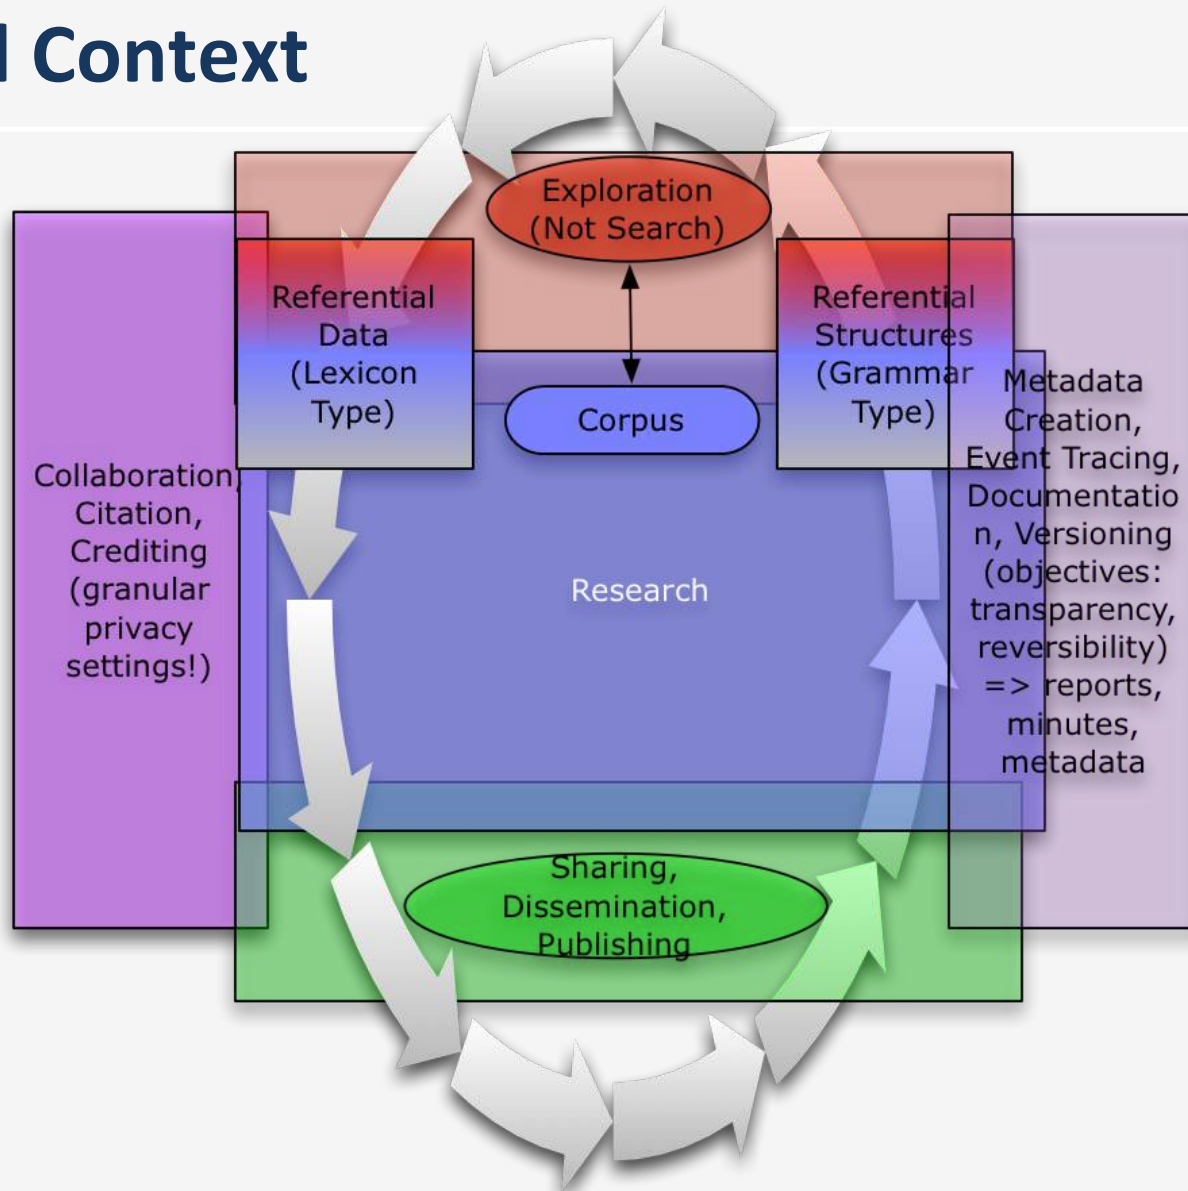 l Context
Exploration
(Not Search)
Referential
Data
(Lexicon
Type)
Referential
Structures
(Grammar
Type)
Corpus
Collaboration,
Citation,
Crediting
(granular
privacy
settings!)
Research
Metadata
Creation,
Event Tracing,
Documentatio
n, Versioning
(objectives:
transparency,
reversibility)
=> reports,
minutes,
metadata
Sharing,
Dissemination,
Publishing